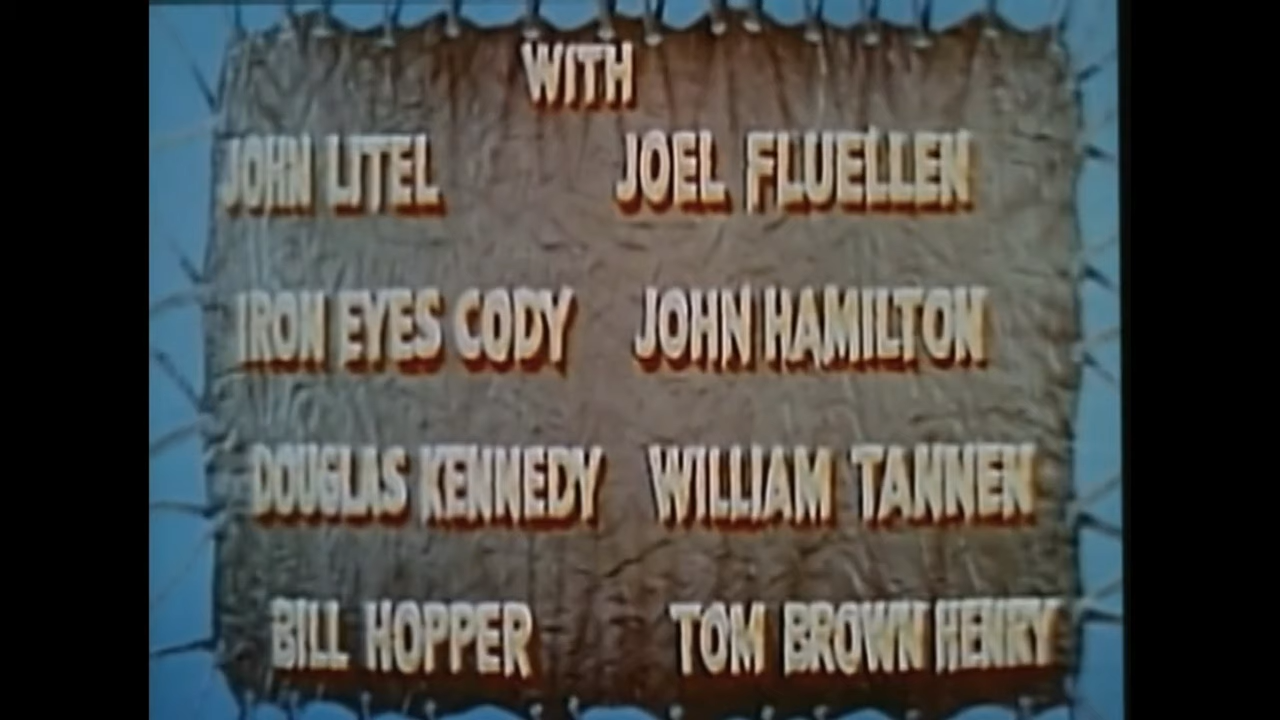 WITH
JOHN LITEL JOEL FLUELLEN
IRON EYES CODY JOHN HAMILTON
DOUGLAS KENNEDY WILLIAM TANNEN
BILL HOPPER TOM BROWN HENRY